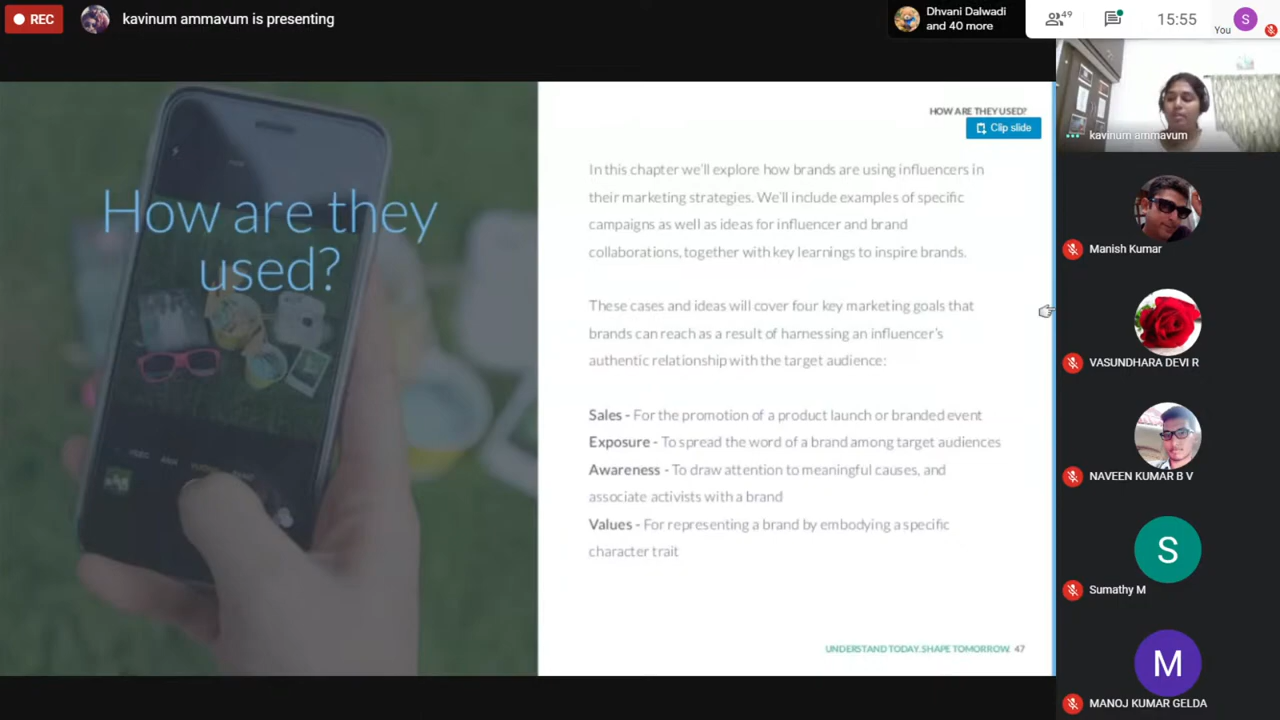 REC
kavinum ammavum is presenting
Dhvani Dalwadi
and 40 more
49
15:55
You
S
How are they
used?
HOW ARE THEY USED?
Clip slide
In this chapter we'll explore how brands are using influencers in
their marketing strategies. We'll include examples of specific
campaigns as well as ideas for influencer and brand
collaborations, together with key learnings to inspire brands.
These cases and ideas will cover four key marketing goals that
brands can reach as a result of harnessing an influencer's
authentic relationship with the target audience:
Sales - For the promotion of a product launch or branded event
Exposure - To spread the word of a brand among target audiences
Awareness - To draw attention to meaningful causes, and
associate activists with a brand
Values - For representing a brand by embodying a specific
character trait
UNDERSTAND TODAY. SHAPE TOMORROW. 47
kavinum ammavum
Manish Kumar
VASUNDHARA DEVI R
NAVEEN KUMAR B V
S
Sumathy M
M
MANOJ KUMAR GELDA